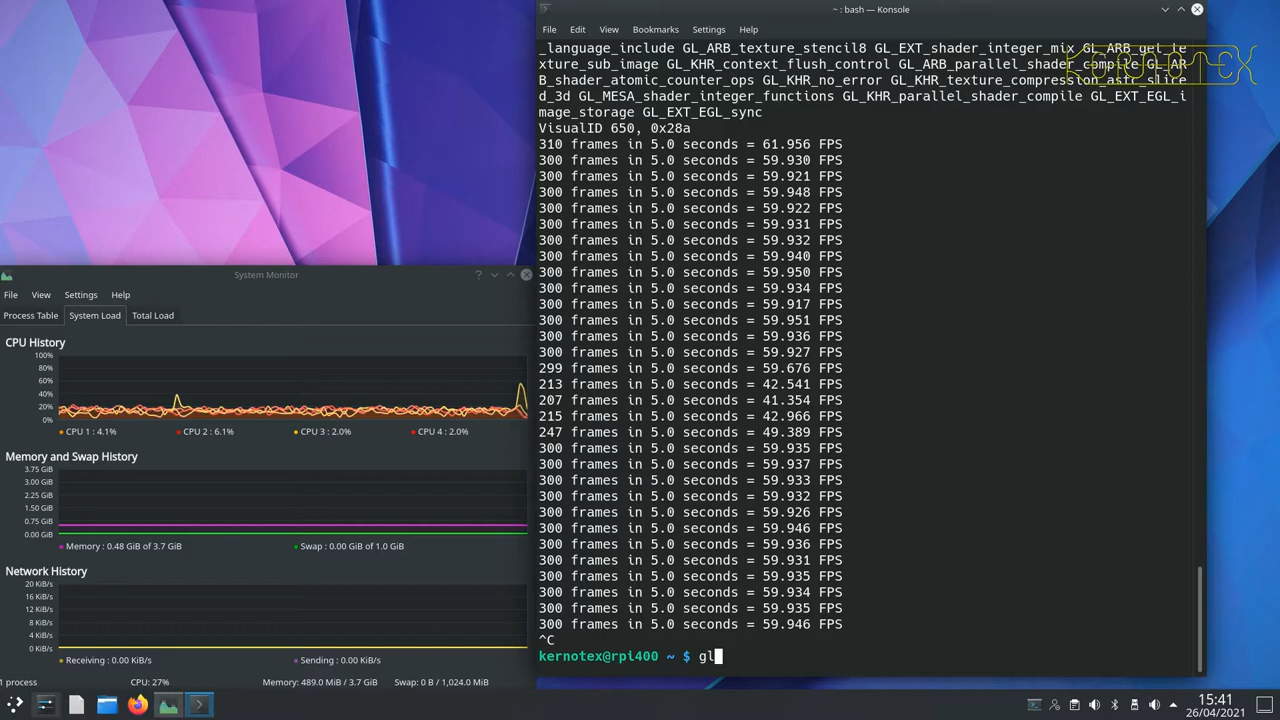 ~ : bash — Konsole
File Edit View Bookmarks Settings Help
_language_include GL_ARB_texture_stencil8 GL_EXT_shader_integer_mix GL_ARB_get_te
xture_sub_image GL_KHR_context_flush_control GL_ARB_parallel_shader_compile GL_AR
B_shader_atomic_counter_ops GL_KHR_no_error GL_KHR_texture_compression_astc_slice
d_3d GL_MESA_shader_integer_functions GL_KHR_parallel_shader_compile GL_EXT_EGL_i
mage_storage GL_EXT_EGL_sync
VisualID 650, 0x28a
310 frames in 5.0 seconds = 61.956 FPS
300 frames in 5.0 seconds = 59.930 FPS
300 frames in 5.0 seconds = 59.921 FPS
300 frames in 5.0 seconds = 59.948 FPS
300 frames in 5.0 seconds = 59.922 FPS
300 frames in 5.0 seconds = 59.931 FPS
300 frames in 5.0 seconds = 59.932 FPS
300 frames in 5.0 seconds = 59.940 FPS
300 frames in 5.0 seconds = 59.950 FPS
300 frames in 5.0 seconds = 59.934 FPS
300 frames in 5.0 seconds = 59.917 FPS
300 frames in 5.0 seconds = 59.951 FPS
300 frames in 5.0 seconds = 59.936 FPS
300 frames in 5.0 seconds = 59.927 FPS
299 frames in 5.0 seconds = 59.676 FPS
213 frames in 5.0 seconds = 42.541 FPS
207 frames in 5.0 seconds = 41.354 FPS
215 frames in 5.0 seconds = 42.966 FPS
247 frames in 5.0 seconds = 49.389 FPS
300 frames in 5.0 seconds = 59.935 FPS
300 frames in 5.0 seconds = 59.937 FPS
300 frames in 5.0 seconds = 59.933 FPS
300 frames in 5.0 seconds = 59.932 FPS
300 frames in 5.0 seconds = 59.926 FPS
300 frames in 5.0 seconds = 59.946 FPS
300 frames in 5.0 seconds = 59.936 FPS
300 frames in 5.0 seconds = 59.931 FPS
300 frames in 5.0 seconds = 59.935 FPS
300 frames in 5.0 seconds = 59.934 FPS
300 frames in 5.0 seconds = 59.935 FPS
300 frames in 5.0 seconds = 59.946 FPS
^C
kernotex@rpi400 ~ $ gl
KERNOTEX
System Monitor
File View Settings Help
Process Table System Load Total Load
CPU History
100%
80%
60%
40%
20%
0%
CPU 1 : 4.1% CPU 2 : 6.1% CPU 3 : 2.0% CPU 4 : 2.0%
Memory and Swap History
3.75 GiB
3.00 GiB
2.25 GiB
1.50 GiB
0.75 GiB
0.00 GiB
Memory : 0.48 GiB of 3.7 GiB Swap : 0.00 GiB of 1.0 GiB
Network History
20 KiB/s
16 KiB/s
12 KiB/s
8 KiB/s
4 KiB/s
0 KiB/s
Receiving : 0.00 KiB/s Sending : 0.00 KiB/s
1 process CPU: 27% Memory: 489.0 MiB / 3.7 GiB Swap: 0 B / 1,024.0 MiB
15:41
26/04/2021